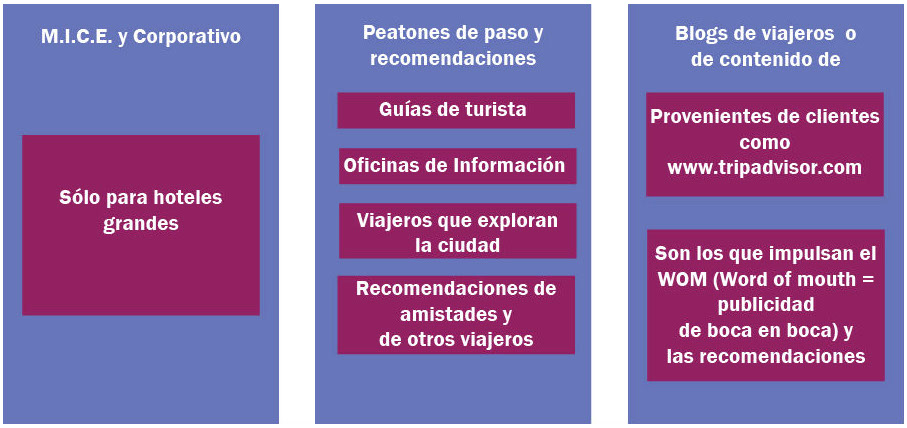 M.I.C.E. y Corporativo
Sólo para hoteles
grandes
Peatones de paso y
recomendaciones
Guías de turista
Oficinas de Información
Viajeros que exploran
la ciudad
Recomendaciones de
amistades y
de otros viajeros
Blogs de viajeros o
de contenido de
Provenientes de clientes
como
www.tripadvisor.com
Son los que impulsan el
WOM (Word of mouth =
publicidad
de boca en boca) y
las recomendaciones